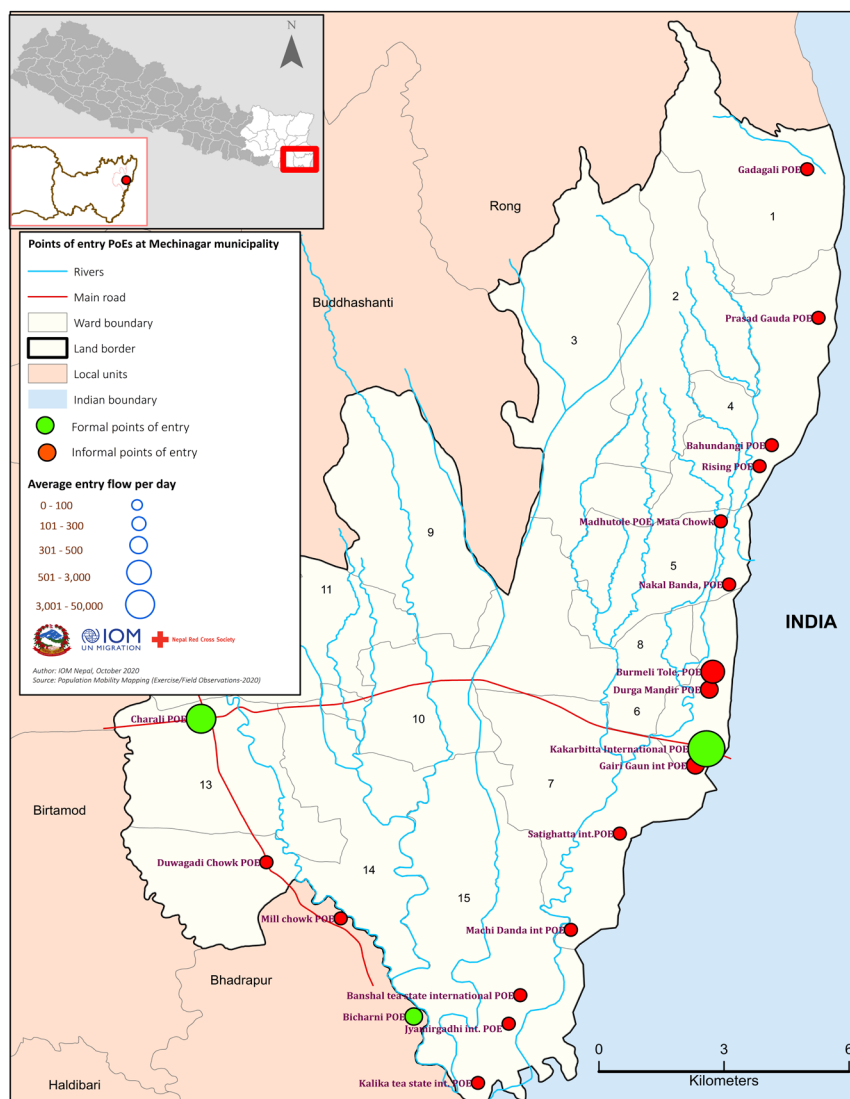 N
Rong
Gadagali POE
1
Points of entry PoEs at Mechinagar municipality
Rivers
Main road
Ward boundary
Land border
Local units
Indian boundary
Formal points of entry
Informal points of entry
Average entry flow per day
0 - 100
101 - 300
301 - 500
501 - 3,000
3,001 - 50,000
IOM
UN MIGRATION
Nepal Red Cross Society
Author: IOM Nepal, October 2020
Source: Population Mobility Mapping (Exercise/Field Observations-2020)
Buddhashanti
2
Prasad Gauda POE
3
4
Bahundangi POE
Rising POE
Madhutole POE, Mata Chowk
9
5
Nakal Banda, POE
11
INDIA
8
Burmeli Tole, POE
Durga Mandir POE
6
10
Charali POE
Kakarbitta International POE
Gairi Gaun int POE
13
7
Birtamod
Satighatta int.POE
Duwagadi Chowk POE
14
15
Mill chowk POE
Machi Danda int POE
Bhadrapur
Banshal tea state international POE
Bicharni POE
Jyamirgadhi int. POE
Haldibari
Kalika tea state int. POE
0 3 6
Kilometers